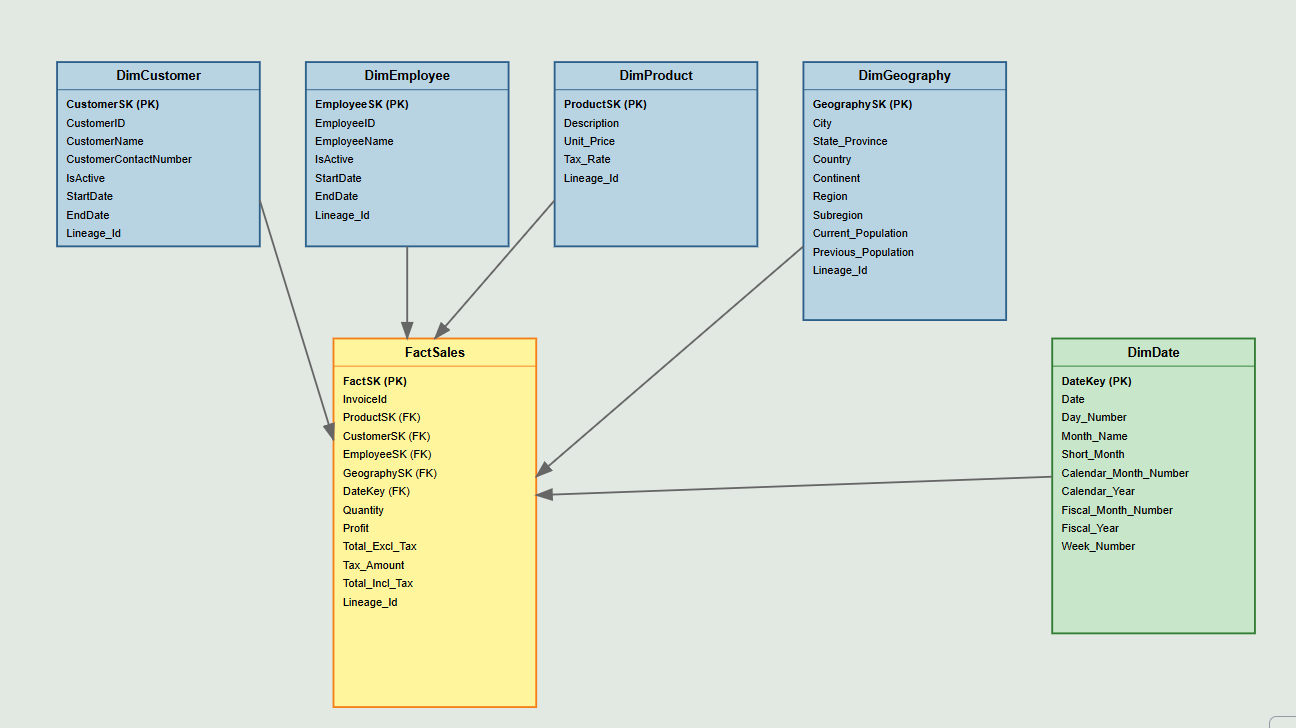 DimCustomer
CustomerSK (PK)
CustomerID
CustomerName
CustomerContactNumber
IsActive
StartDate
EndDate
Lineage_Id
DimEmployee
EmployeeSK (PK)
EmployeeID
EmployeeName
IsActive
StartDate
EndDate
Lineage_Id
DimProduct
ProductSK (PK)
Description
Unit_Price
Tax_Rate
Lineage_Id
DimGeography
GeographySK (PK)
City
State_Province
Country
Continent
Region
Subregion
Current_Population
Previous_Population
Lineage_Id
FactSales
FactSK (PK)
InvoiceId
ProductSK (FK)
CustomerSK (FK)
EmployeeSK (FK)
GeographySK (FK)
DateKey (FK)
Quantity
Profit
Total_Excl_Tax
Tax_Amount
Total_Incl_Tax
Lineage_Id
DimDate
DateKey (PK)
Date
Day_Number
Month_Name
Short_Month
Calendar_Month_Number
Calendar_Year
Fiscal_Month_Number
Fiscal_Year
Week_Number